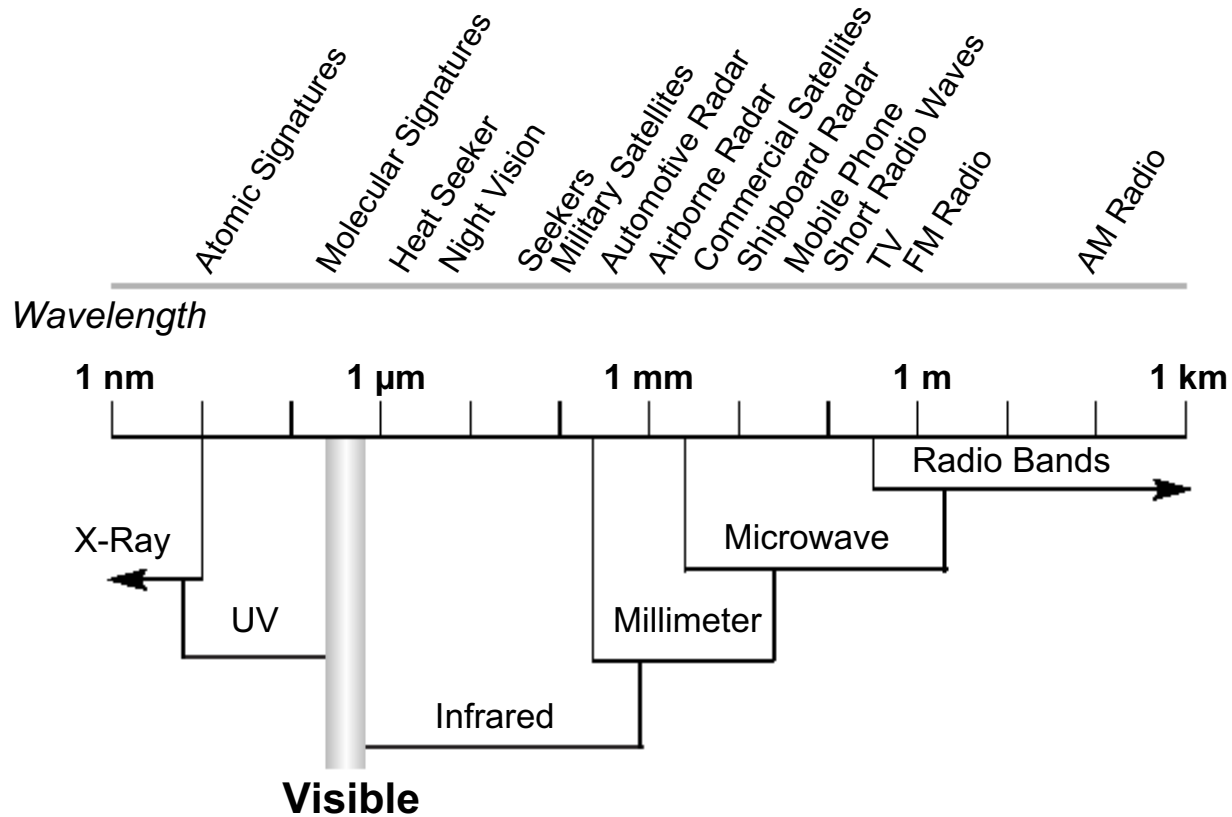 Atomic Signatures
Molecular Signatures
Heat Seeker
Night Vision
Seekers
Military Satellites
Automotive Radar
Airborne Radar
Commercial Satellites
Shipboard Radar
Mobile Phone
Short Radio Waves
TV
FM Radio
AM Radio
Wavelength
1 nm 1 µm 1 mm 1 m 1 km
Radio Bands
X-Ray
Microwave
UV
Millimeter
Infrared
Visible